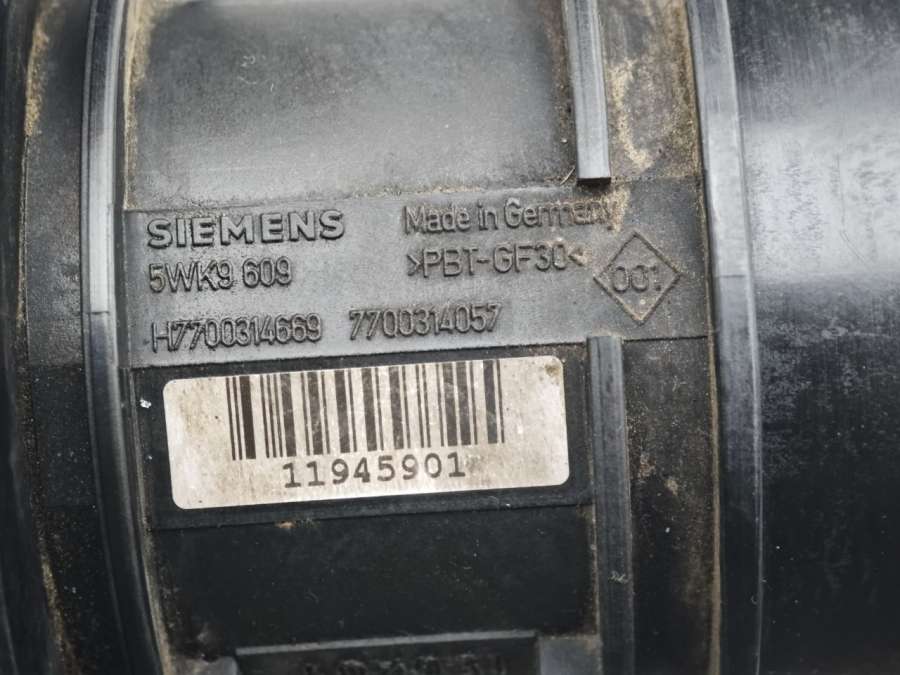 SIEMENS
Made in Germany
5WK9 609
>PBT-GF30<
001
H7700314669 7700314057
11945901